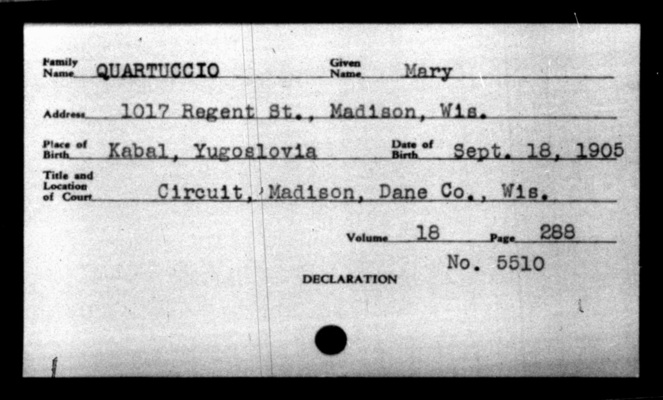 Family Name QUARTUCCIO Given Name Mary
Address 1017 Regent St., Madison, Wis.
Place of Birth Kabal, Yugoslovia Date of Birth Sept. 18, 1905
Title and Location of Court Circuit, Madison, Dane Co., Wis.
Volume 18 Page 288
No. 5510
DECLARATION